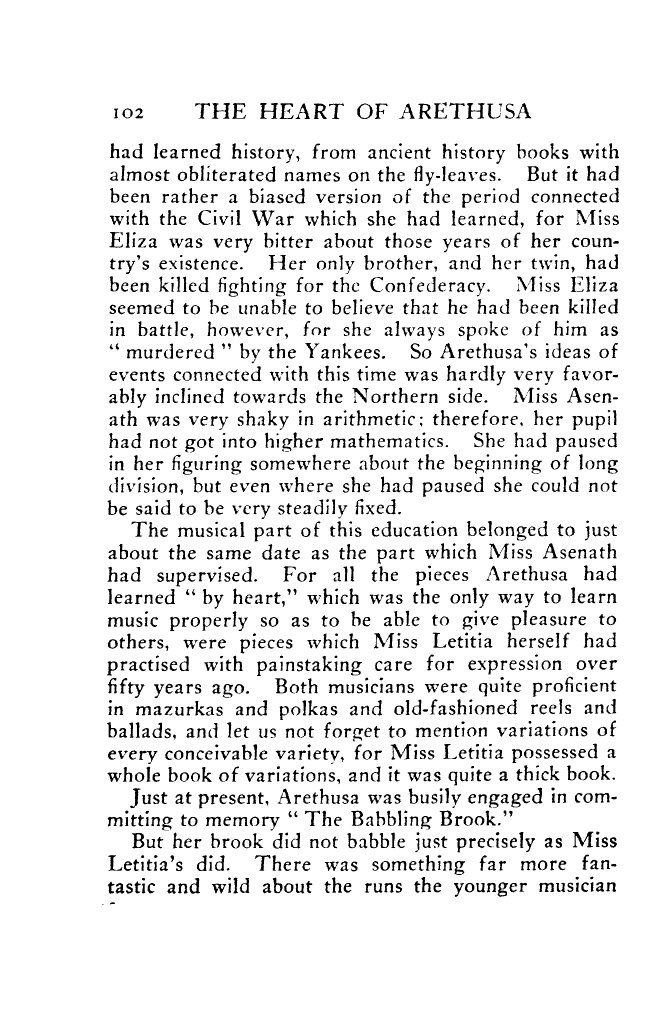 102 THE HEART OF ARETHUSA
had learned history, from ancient history books with
almost obliterated names on the fly-leaves. But it had
been rather a biased version of the period connected
with the Civil War which she had learned, for Miss
Eliza was very bitter about those years of her coun-
try's existence. Her only brother, and her twin, had
been killed fighting for the Confederacy. Miss Eliza
seemed to be unable to believe that he had been killed
in battle, however, for she always spoke of him as
“ murdered ” by the Yankees. So Arethusa's ideas of
events connected with this time was hardly very favor-
ably inclined towards the Northern side. Miss Asen-
ath was very shaky in arithmetic; therefore, her pupil
had not got into higher mathematics. She had paused
in her figuring somewhere about the beginning of long
division, but even where she had paused she could not
be said to be very steadily fixed.
The musical part of this education belonged to just
about the same date as the part which Miss Asenath
had supervised. For all the pieces Arethusa had
learned “ by heart,” which was the only way to learn
music properly so as to be able to give pleasure to
others, were pieces which Miss Letitia herself had
practised with painstaking care for expression over
fifty years ago. Both musicians were quite proficient
in mazurkas and polkas and old-fashioned reels and
ballads, and let us not forget to mention variations of
every conceivable variety, for Miss Letitia possessed a
whole book of variations, and it was quite a thick book.
Just at present, Arethusa was busily engaged in com-
mitting to memory “ The Babbling Brook.”
But her brook did not babble just precisely as Miss
Letitia's did. There was something far more fan-
tastic and wild about the runs the younger musician